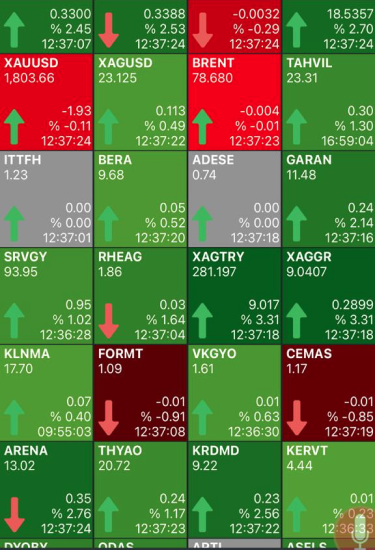 0.3300 0.3388 -0.0032 18.5357
% 2.45 % 2.53 % -0.29 % 2.70
12:37:07 12:37:24 12:37:24 12:37:24
XAUUSD XAGUSD BRENT TAHVIL
1,803.66 23.125 78.680 23.31
-1.93 0.113 -0.004 0.30
% -0.11 % 0.49 % -0.01 % 1.30
12:37:24 12:37:22 12:37:23 16:59:04
ITTFH BERA ADESE GARAN
1.23 9.68 0.74 11.48
0.00 0.05 0.00 0.24
% 0.00 % 0.52 % 0.00 % 2.14
12:37:01 12:37:20 12:37:18 12:37:16
SRVGY RHEAG XAGTRY XAGGR
93.95 1.86 281.197 9.0407
0.95 0.03 9.017 0.2899
% 1.02 % 1.64 % 3.31 % 3.31
12:36:28 12:37:04 12:37:18 12:37:18
KLNMA FORMT VKGYO CEMAS
17.70 1.09 1.61 1.17
0.07 -0.01 0.01 -0.01
% 0.40 % -0.91 % 0.63 % -0.85
09:55:03 12:37:08 12:36:30 12:37:19
ARENA THYAO KRDMD KERVT
13.02 20.72 9.22 4.44
0.35 0.24 0.23 0.01
% 2.76 % 1.17 % 2.56 % 0.23
12:37:24 12:37:23 12:37:22 12:36:33